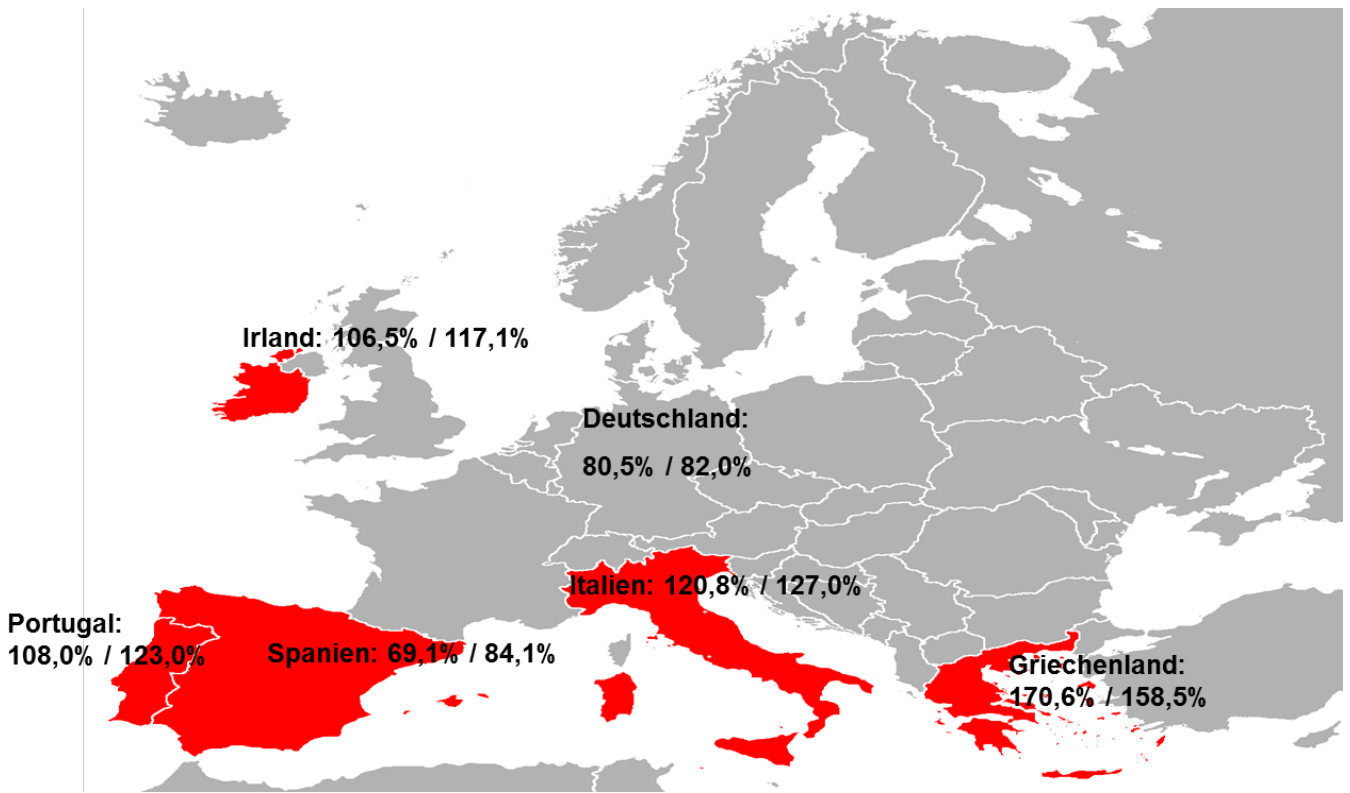 Irland: 106,5% / 117,1%
Deutschland:
80,5% / 82,0%
Italien: 120,8% / 127,0%
Portugal:
108,0% / 123,0%
Spanien: 69,1% / 84,1%
Griechenland:
170,6% / 158,5%